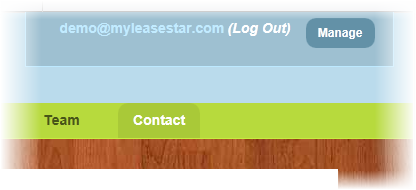 demo@myleasestar.com (Log Out) Manage
Team Contact